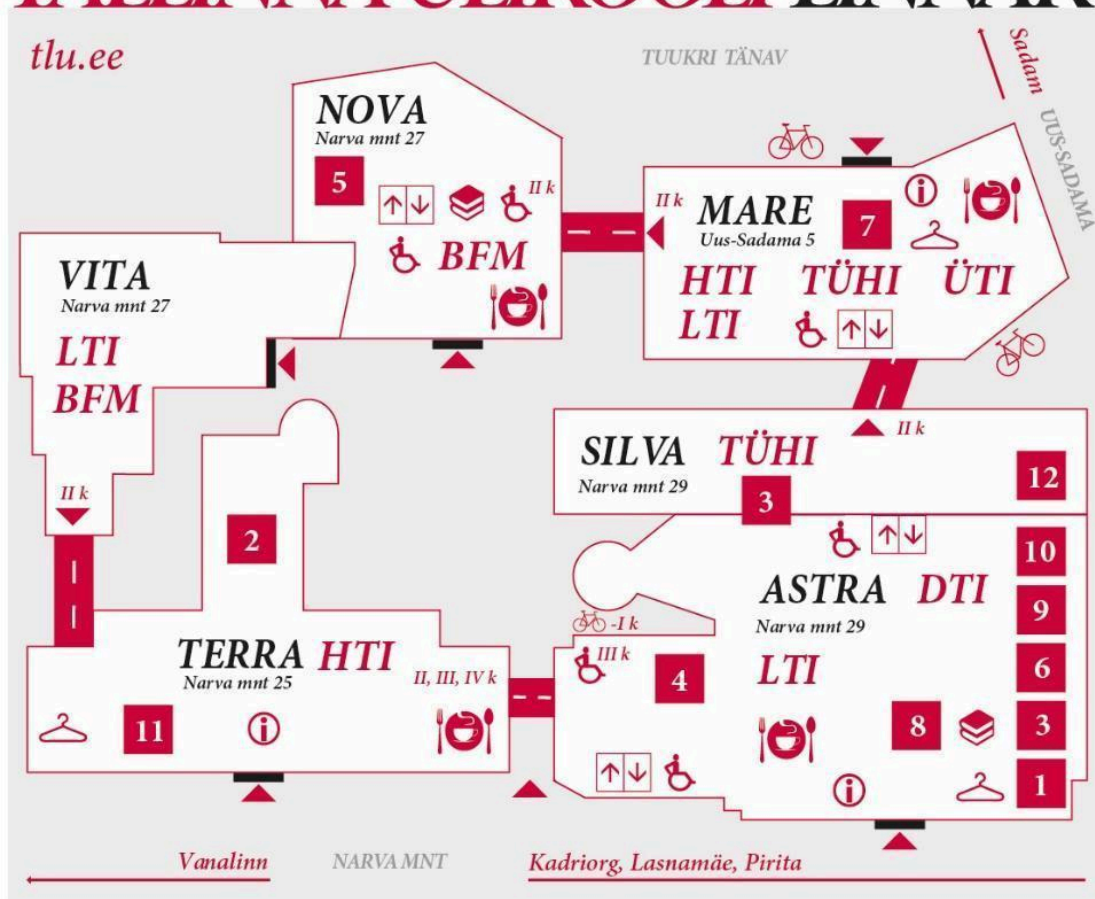 TALLINNA ÜLIKOOLI LINNAK
tlu.ee
TUUKRI TÄNAV
Sadam
UUS-SADAMA
NOVA
Narva mnt 27
5
II k
BFM
II k
MARE
Uus-Sadama 5
7
HTI TÜHI ÜTI
LTI
VITA
Narva mnt 27
LTI
BFM
II k
II k
SILVA TÜHI
Narva mnt 29
3
12
2
10
ASTRA DTI
Narva mnt 29
9
-I k
TERRA HTI
Narva mnt 25
II, III, IV k
III k
4
LTI
6
11
8
3
1
Vanalinn
NARVA MNT
Kadriorg, Lasnamäe, Pirita